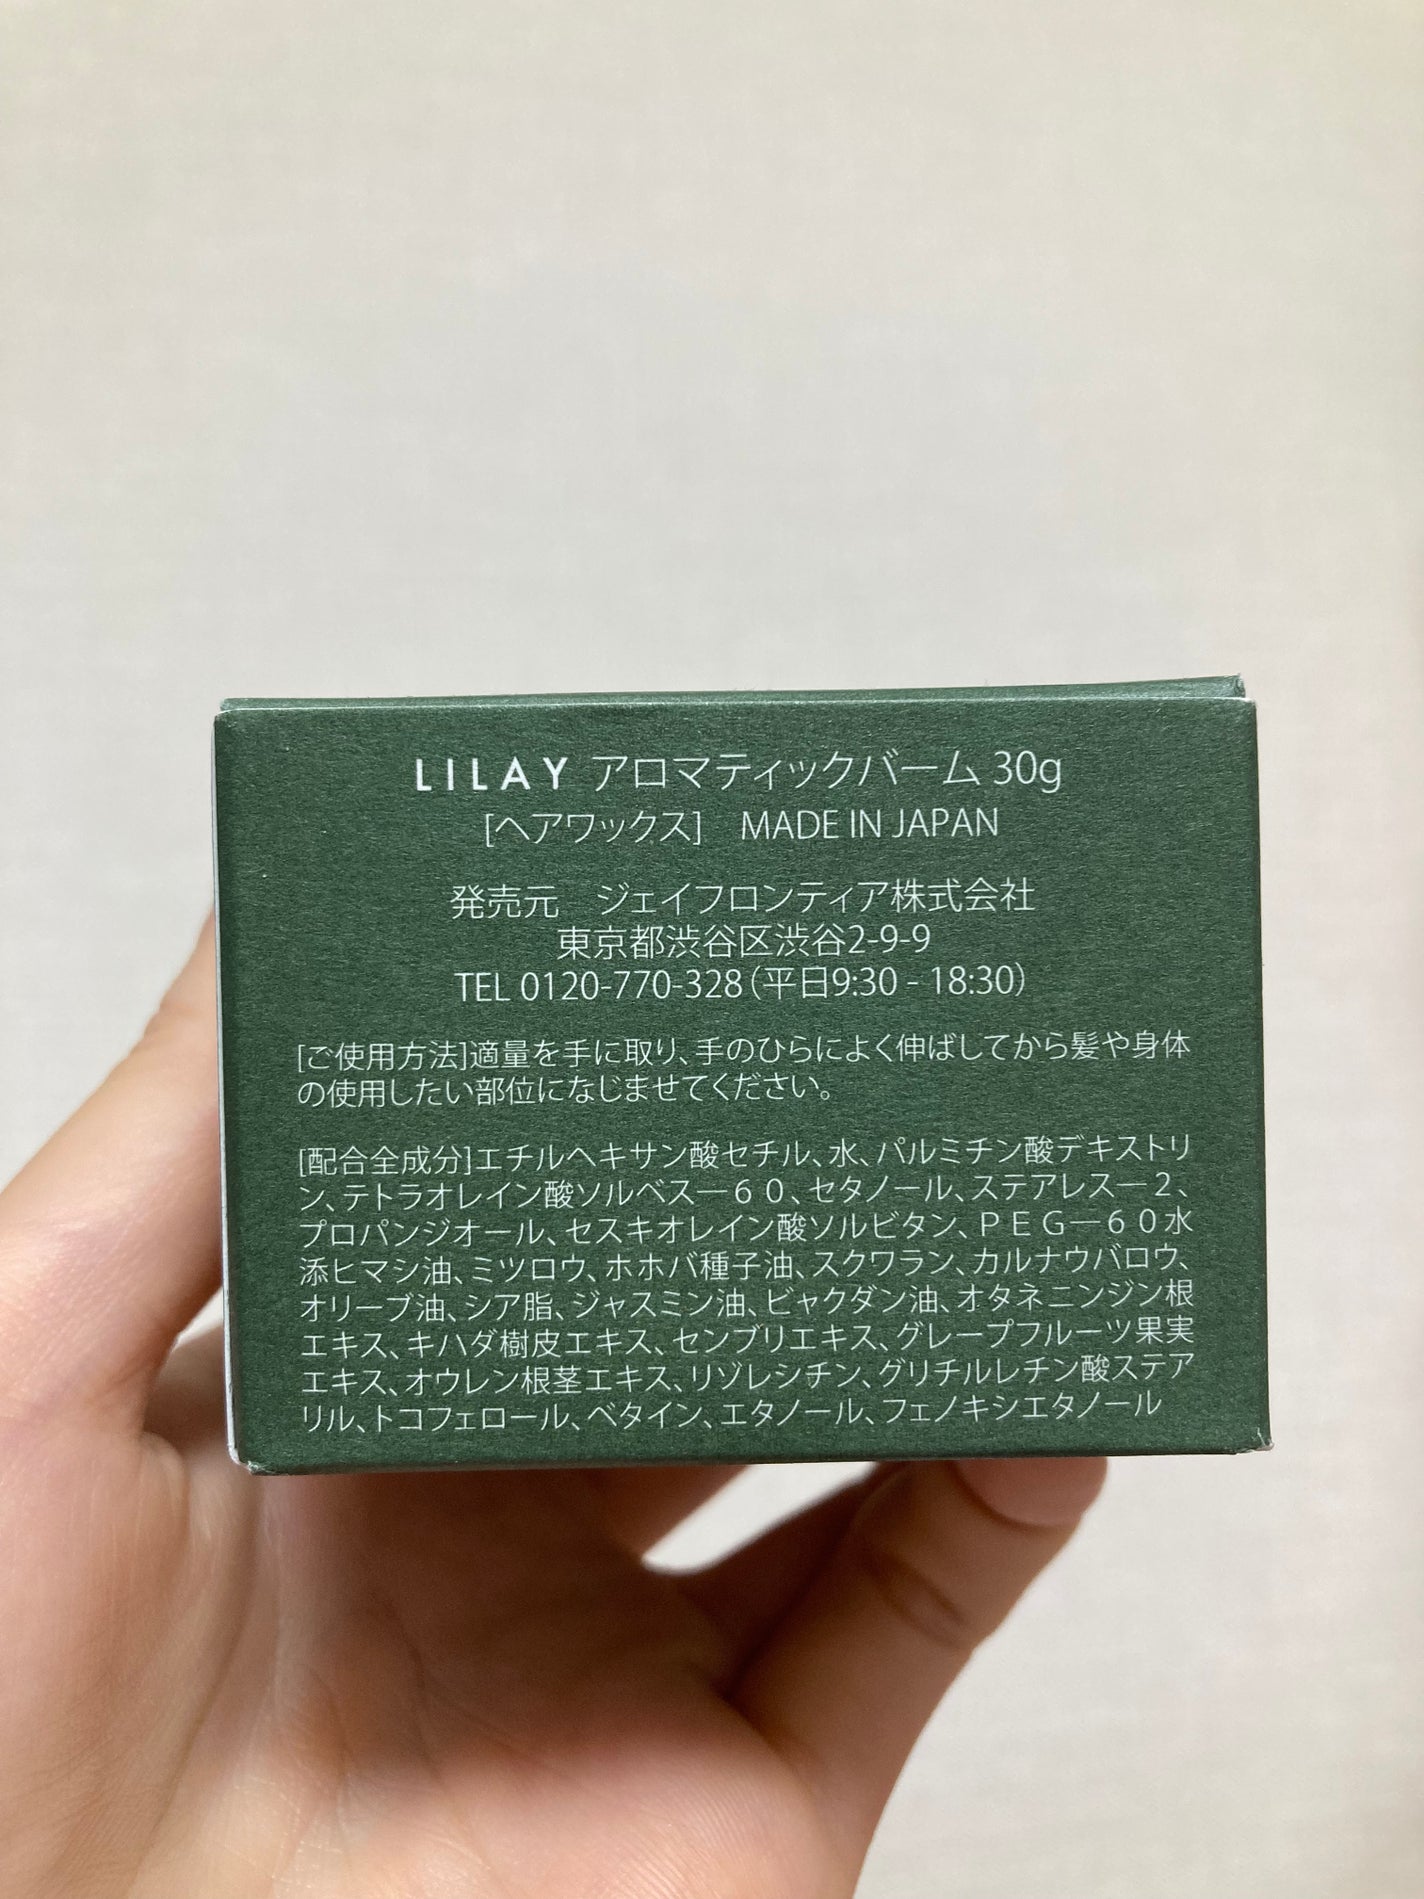 LILAY アロマティックバーム 30g
[ヘアワックス] MADE IN JAPAN
発売元 ジェイフロンティア株式会社
東京都渋谷区渋谷2-9-9
TEL 0120-770-328(平日9:30 - 18:30)
[ご使用方法]適量を手に取り、手のひらによく伸ばしてから髪や身体
の使用したい部位になじませてください。
[配合全成分]エチルヘキサン酸セチル、水、パルミチン酸デキストリ
ン、テトラオレイン酸ソルベス―６０、セタノール、ステアレス―２、
プロパンジオール、セスキオレイン酸ソルビタン、ＰＥＧ―６０水
添ヒマシ油、ミツロウ、ホホバ種子油、スクワラン、カルナウバロウ、
オリーブ油、シア脂、ジャスミン油、ビャクダン油、オタネニンジン根
エキス、キハダ樹皮エキス、センブリエキス、グレープフルーツ果実
エキス、オウレン根茎エキス、リゾレシチン、グリチルレチン酸ステア
リル、トコフェロール、ベタイン、エタノール、フェノキシエタノール